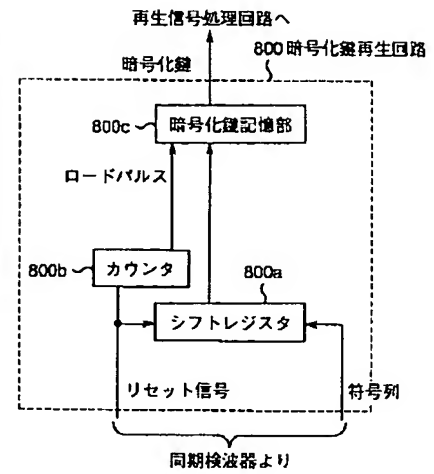 再生信号処理回路へ
暗号化鍵
800 暗号化鍵再生回路
800c
暗号化鍵記憶部
ロードパルス
800b
カウンタ
800a
シフトレジスタ
リセット信号
符号列
同期検波器より